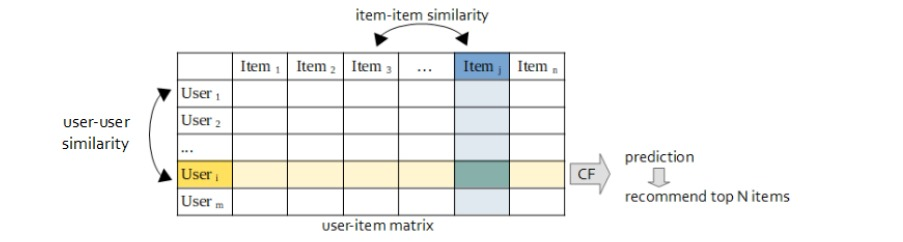 item-item similarity
Item 1 Item 2 Item 3 ... Item j Item n
User 1
user-user
similarity
User 2
...
User i
User m
CF
prediction
recommend top N items
user-item matrix